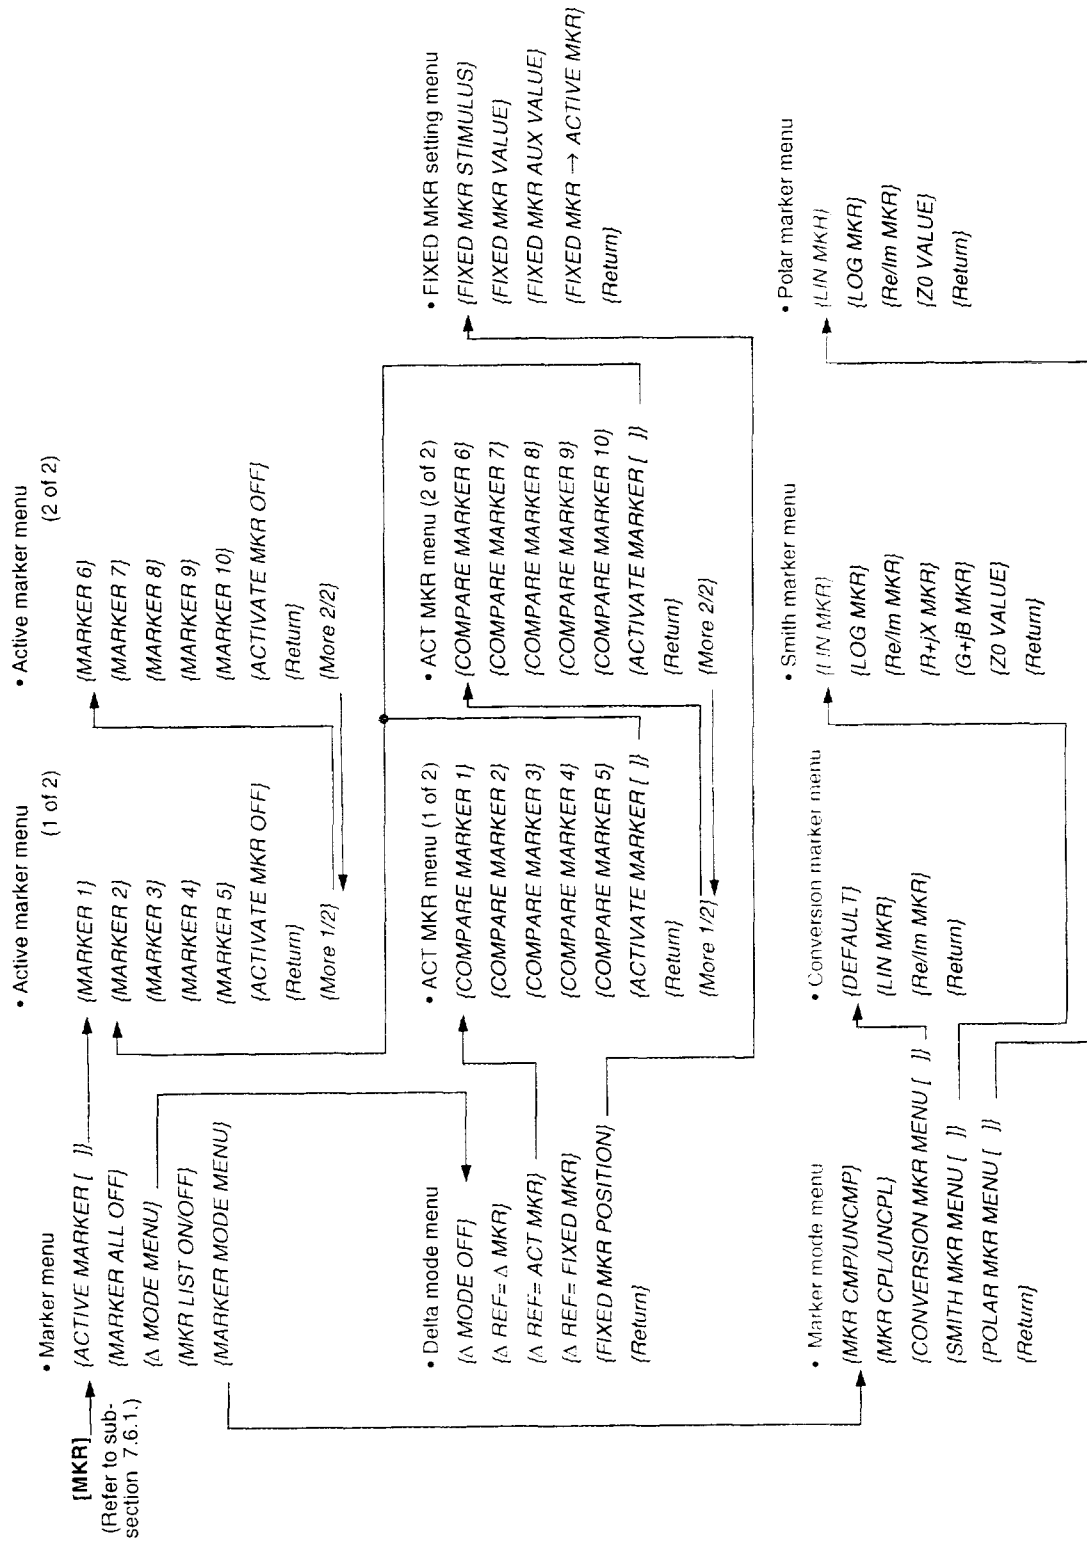 [MKR]
(Refer to sub-
section 7.6.1.)
• Marker menu
{ACTIVE MARKER [ ]}
{MARKER ALL OFF}
{Δ MODE MENU}
{MKR LIST ON/OFF}
{MARKER MODE MENU}
• Active marker menu
(1 of 2)
{MARKER 1}
{MARKER 2}
{MARKER 3}
{MARKER 4}
{MARKER 5}
{ACTIVATE MKR OFF}
{Return}
{More 1/2}
• Active marker menu
(2 of 2)
{MARKER 6}
{MARKER 7}
{MARKER 8}
{MARKER 9}
{MARKER 10}
{ACTIVATE MKR OFF}
{Return}
{More 2/2}
• Delta mode menu
{Δ MODE OFF}
{Δ REF= Δ MKR}
{Δ REF= ACT MKR}
{Δ REF= FIXED MKR}
{FIXED MKR POSITION}
{Return}
• ACT MKR menu (1 of 2)
{COMPARE MARKER 1}
{COMPARE MARKER 2}
{COMPARE MARKER 3}
{COMPARE MARKER 4}
{COMPARE MARKER 5}
{ACTIVATE MARKER [ ]}
{Return}
{More 1/2}
• ACT MKR menu (2 of 2)
{COMPARE MARKER 6}
{COMPARE MARKER 7}
{COMPARE MARKER 8}
{COMPARE MARKER 9}
{COMPARE MARKER 10}
{ACTIVATE MARKER [ ]}
{Return}
{More 2/2}
• FIXED MKR setting menu
{FIXED MKR STIMULUS}
{FIXED MKR VALUE}
{FIXED MKR AUX VALUE}
{FIXED MKR → ACTIVE MKR}
{Return}
• Marker mode menu
{MKR CMP/UNCMP}
{MKR CPL/UNCPL}
{CONVERSION MKR MENU [ ]}
{SMITH MKR MENU [ ]}
{POLAR MKR MENU [ ]}
{Return}
• Conversion marker menu
{DEFAULT}
{LIN MKR}
{Re/Im MKR}
{Return}
• Smith marker menu
{LIN MKR}
{LOG MKR}
{Re/Im MKR}
{R+jX MKR}
{G+jB MKR}
{Z0 VALUE}
{Return}
• Polar marker menu
{LIN MKR}
{LOG MKR}
{Re/Im MKR}
{Z0 VALUE}
{Return}